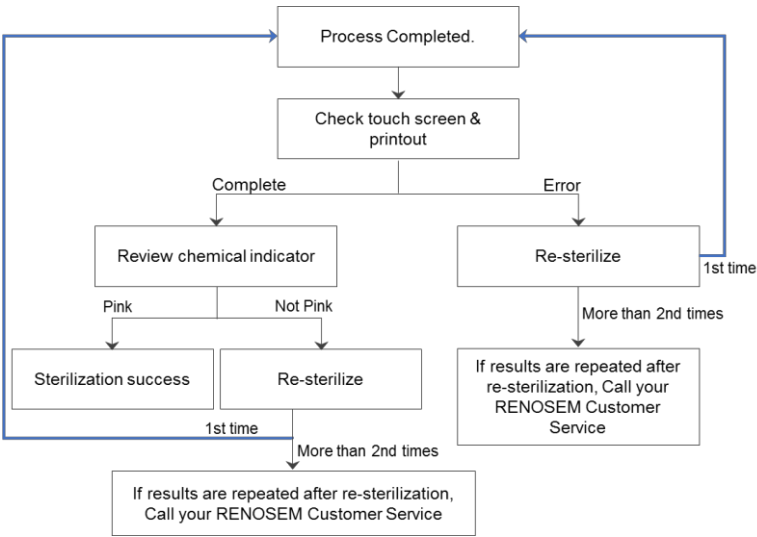 Process Completed.
Check touch screen &
printout
Complete
Error
Review chemical indicator
Re-sterilize
1st time
Pink
Not Pink
More than 2nd times
Sterilization success
Re-sterilize
If results are repeated after
re-sterilization, Call your
RENOSEM Customer
Service
1st time
More than 2nd times
If results are repeated after re-sterilization,
Call your RENOSEM Customer Service